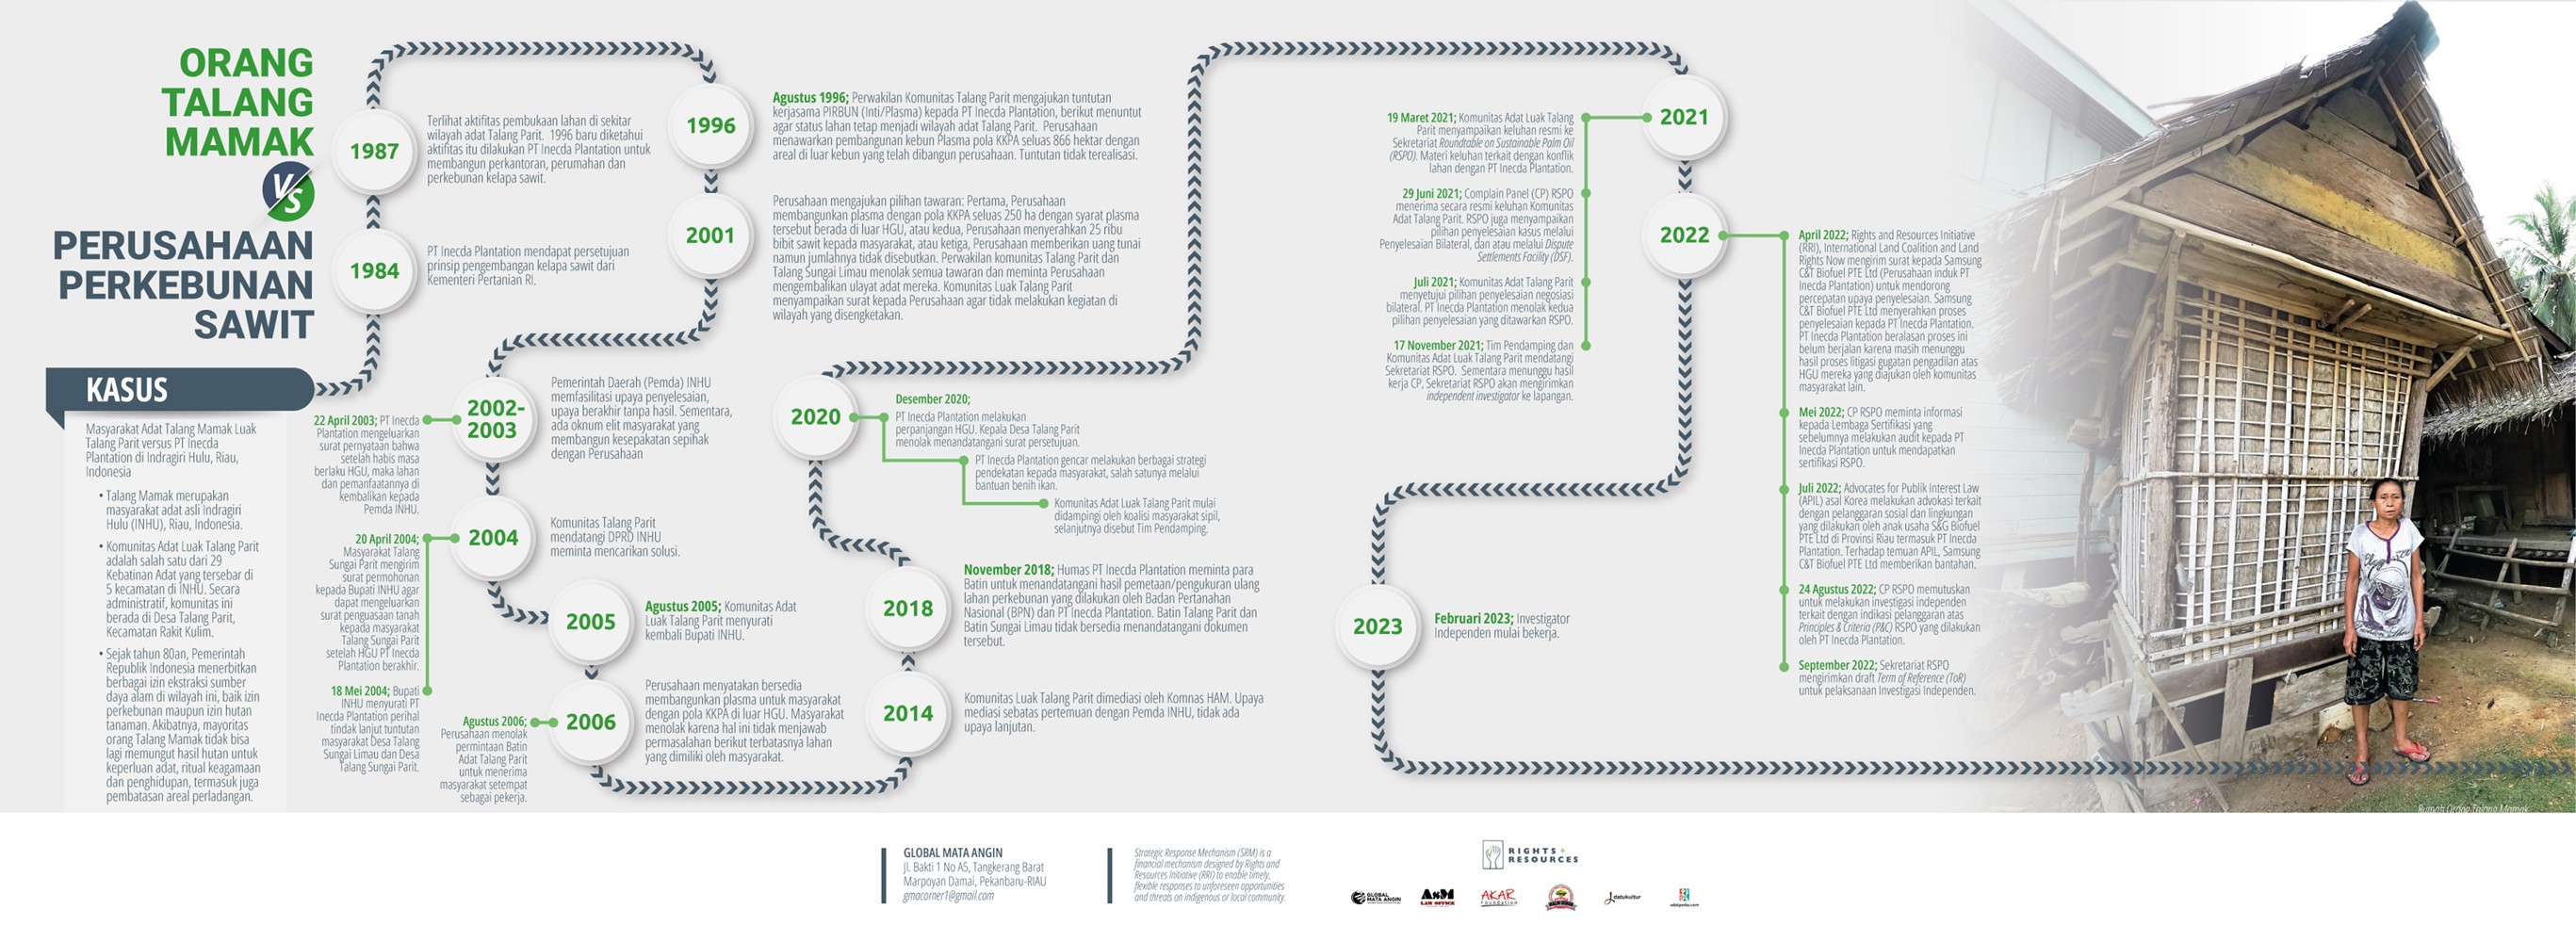 ORANG
TALANG
MAMAK
VS
PERUSAHAAN
PERKEBUNAN
SAWIT
KASUS
Masyarakat Adat Talang Mamak Luak
Talang Parit versus PT Inecda
Plantation di Indragiri Hulu, Riau,
Indonesia
• Talang Mamak merupakan
masyarakat adat asli Indragiri
Hulu (INHU), Riau, Indonesia.
• Komunitas Adat Luak Talang Parit
adalah salah satu dari 29
Kebatinan Adat yang tersebar di
5 kecamatan di INHU. Secara
administratif, komunitas ini
berada di Desa Talang Parit,
Kecamatan Rakit Kulim.
• Sejak tahun 80an, Pemerintah
Republik Indonesia menerbitkan
berbagai izin ekstraksi sumber
daya alam di wilayah ini, baik izin
perkebunan maupun izin hutan
tanaman. Akibatnya, mayoritas
orang Talang Mamak tidak bisa
lagi memungut hasil hutan untuk
keperluan adat, ritual keagamaan
dan penghidupan, termasuk juga
pembatasan areal perladangan.
1984
PT Inecda Plantation mendapat persetujuan
prinsip pengembangan kelapa sawit dari
Kementeri Pertanian RI.
1987
Terlihat aktifitas pembukaan lahan di sekitar
wilayah adat Talang Parit. 1996 baru diketahui
aktifitas itu dilakukan PT Inecda Plantation untuk
membangun perkantoran, perumahan dan
perkebunan kelapa sawit.
1996
Agustus 1996; Perwakilan Komunitas Talang Parit mengajukan tuntutan
kerjasama PIRBUN (Inti/Plasma) kepada PT Inecda Plantation, berikut menuntut
agar status lahan tetap menjadi wilayah adat Talang Parit. Perusahaan
menawarkan pembangunan kebun Plasma pola KKPA seluas 866 hektar dengan
areal di luar kebun yang telah dibangun perusahaan. Tuntutan tidak terealisasi.
2001
Perusahaan mengajukan pilihan tawaran: Pertama, Perusahaan
membangunkan plasma dengan pola KKPA seluas 250 ha dengan syarat plasma
tersebut berada di luar HGU, atau kedua, Perusahaan menyerahkan 25 ribu
bibit sawit kepada masyarakat, atau ketiga, Perusahaan memberikan uang tunai
namun jumlahnya tidak disebutkan. Perwakilan komunitas Talang Parit dan
Talang Sungai Limau menolak semua tawaran dan meminta Perusahaan
mengembalikan ulayat adat mereka. Komunitas Luak Talang Parit
menyampaikan surat kepada Perusahaan agar tidak melakukan kegiatan di
wilayah yang disengketakan.
2002-
2003
Pemerintah Daerah (Pemda) INHU
memfasilitasi upaya penyelesaian,
upaya berakhir tanpa hasil. Sementara,
ada oknum elit masyarakat yang
membangun kesepakatan sepihak
dengan Perusahaan
22 April 2003; PT Inecda
Plantation mengeluarkan
surat pernyataan bahwa
setelah habis masa
berlaku HGU, maka lahan
dan pemanfaatannya di
kembalikan kepada
Pemda INHU.
2004
Komunitas Talang Parit
mendatangi DPRD INHU
meminta mencarikan solusi.
20 April 2004;
Masyarakat Talang
Sungai Parit mengirim
surat permohonan
kepada Bupati INHU agar
dapat mengeluarkan
surat penguasaan tanah
kepada masyarakat
Talang Sungai Parit
setelah HGU PT Inecda
Plantation berakhir.
18 Mei 2004; Bupati
INHU menyurati PT
Inecda Plantation perihal
tindak lanjut tuntutan
masyarakat Desa Talang
Sungai Limau dan Desa
Talang Sungai Parit.
2005
Agustus 2005; Komunitas Adat
Luak Talang Parit menyurati
kembali Bupati INHU.
2006
Perusahaan menyatakan bersedia
membangunkan plasma untuk masyarakat
dengan pola KKPA di luar HGU. Masyarakat
menolak karena hal ini tidak menjawab
permasalahan berikut terbatasnya lahan
yang dimiliki oleh masyarakat.
Agustus 2006;
Perusahaan menolak
permintaan Batin
Adat Talang Parit
untuk menerima
masyarakat setempat
sebagai pekerja.
2014
Komunitas Luak Talang Parit dimediasi oleh Komnas HAM. Upaya
mediasi sebatas pertemuan dengan Pemda INHU, tidak ada
upaya lanjutan.
2018
November 2018; Humas PT Inecda Plantation meminta para
Batin untuk menandatangani hasil pemetaan/pengukuran ulang
lahan perkebunan yang dilakukan oleh Badan Pertanahan
Nasional (BPN) dan PT Inecda Plantation. Batin Talang Parit dan
Batin Sungai Limau tidak bersedia menandatangani dokumen
tersebut.
2020
Desember 2020;
PT Inecda Plantation melakukan
perpanjangan HGU. Kepala Desa Talang Parit
menolak menandatangani surat persetujuan.
PT Inecda Plantation gencar melakukan berbagai strategi
pendekatan kepada masyarakat, salah satunya melalui
bantuan benih ikan.
Komunitas Adat Luak Talang Parit mulai
didampingi oleh koalisi masyarakat sipil,
selanjutnya disebut Tim Pendamping.
2021
19 Maret 2021; Komunitas Adat Luak Talang
Parit menyampaikan keluhan resmi ke
Sekretariat Roundtable on Sustainable Palm Oil
(RSPO). Materi keluhan terkait dengan konflik
lahan dengan PT Inecda Plantation.
29 Juni 2021; Complain Panel (CP) RSPO
menerima secara resmi keluhan Komunitas
Adat Talang Parit. RSPO juga menyampaikan
pilihan penyelesaian kasus melalui
Penyelesaian Bilateral, dan atau melalui Dispute
Settlements Facility (DSF).
Juli 2021; Komunitas Adat Talang Parit
menyetujui pilihan penyelesaian negosiasi
bilateral. PT Inecda Plantation menolak kedua
pilihan penyelesaian yang ditawarkan RSPO.
17 November 2021; Tim Pendamping dan
Komunitas Adat Luak Talang Parit mendatangi
Sekretariat RSPO. Sementara menunggu hasil
kerja CP, Sekretariat RSPO akan mengirimkan
independent investigator ke lapangan.
2022
April 2022; Rights and Resources Initiative
(RRI), International Land Coalition and Land
Rights Now mengirim surat kepada Samsung
C&T Biofuel PTE Ltd (Perusahaan induk PT
Inecda Plantation) untuk mendorong
percepatan upaya penyelesaian. Samsung
C&T Biofuel PTE Ltd menyerahkan proses
penyelesaian kepada PT Inecda Plantation.
PT Inecda Plantation beralasan proses ini
belum berjalan karena masih menunggu
hasil proses litigasi gugatan pengadilan atas
HGU mereka yang diajukan oleh komunitas
masyarakat lain.
Mei 2022; CP RSPO meminta informasi
kepada Lembaga Sertifikasi yang
sebelumnya melakukan audit kepada PT
Inecda Plantation untuk mendapatkan
sertifikasi RSPO.
Juli 2022; Advocates for Publik Interest Law
(APIL) asal Korea melakukan advokasi terkait
dengan pelanggaran sosial dan lingkungan
yang dilakukan oleh anak usaha S&G Biofuel
PTE Ltd di Provinsi Riau termasuk PT Inecda
Plantation. Terhadap temuan APIL, Samsung
C&T Biofuel PTE Ltd memberikan bantahan.
24 Agustus 2022; CP RSPO memutuskan
untuk melakukan investigasi independen
terkait dengan indikasi pelanggaran atas
Principles & Criteria (P&C) RSPO yang dilakukan
oleh PT Inecda Plantation.
September 2022; Sekretariat RSPO
mengirimkan draft Term of Reference (ToR)
untuk pelaksanaan Investigasi Independen.
2023
Februari 2023; Investigator
Independen mulai bekerja.
Rumah Orang Talang Mamak
GLOBAL MATA ANGIN
Jl. Bakti 1 No A5, Tangkerang Barat
Marpoyan Damai, Pekanbaru-RIAU
gmacorner1@gmail.com
Strategic Response Mechanism (SRM) is a
financial mechanism designed by Rights and
Resources Initiative (RRI) to enable timely,
flexible responses to unforeseen opportunities
and threats on indigenous or local community.
RIGHTS +
RESOURCES
GLOBAL
MATA ANGIN
A&M
LAW OFFICE
AKAR
Foundation
datukultur